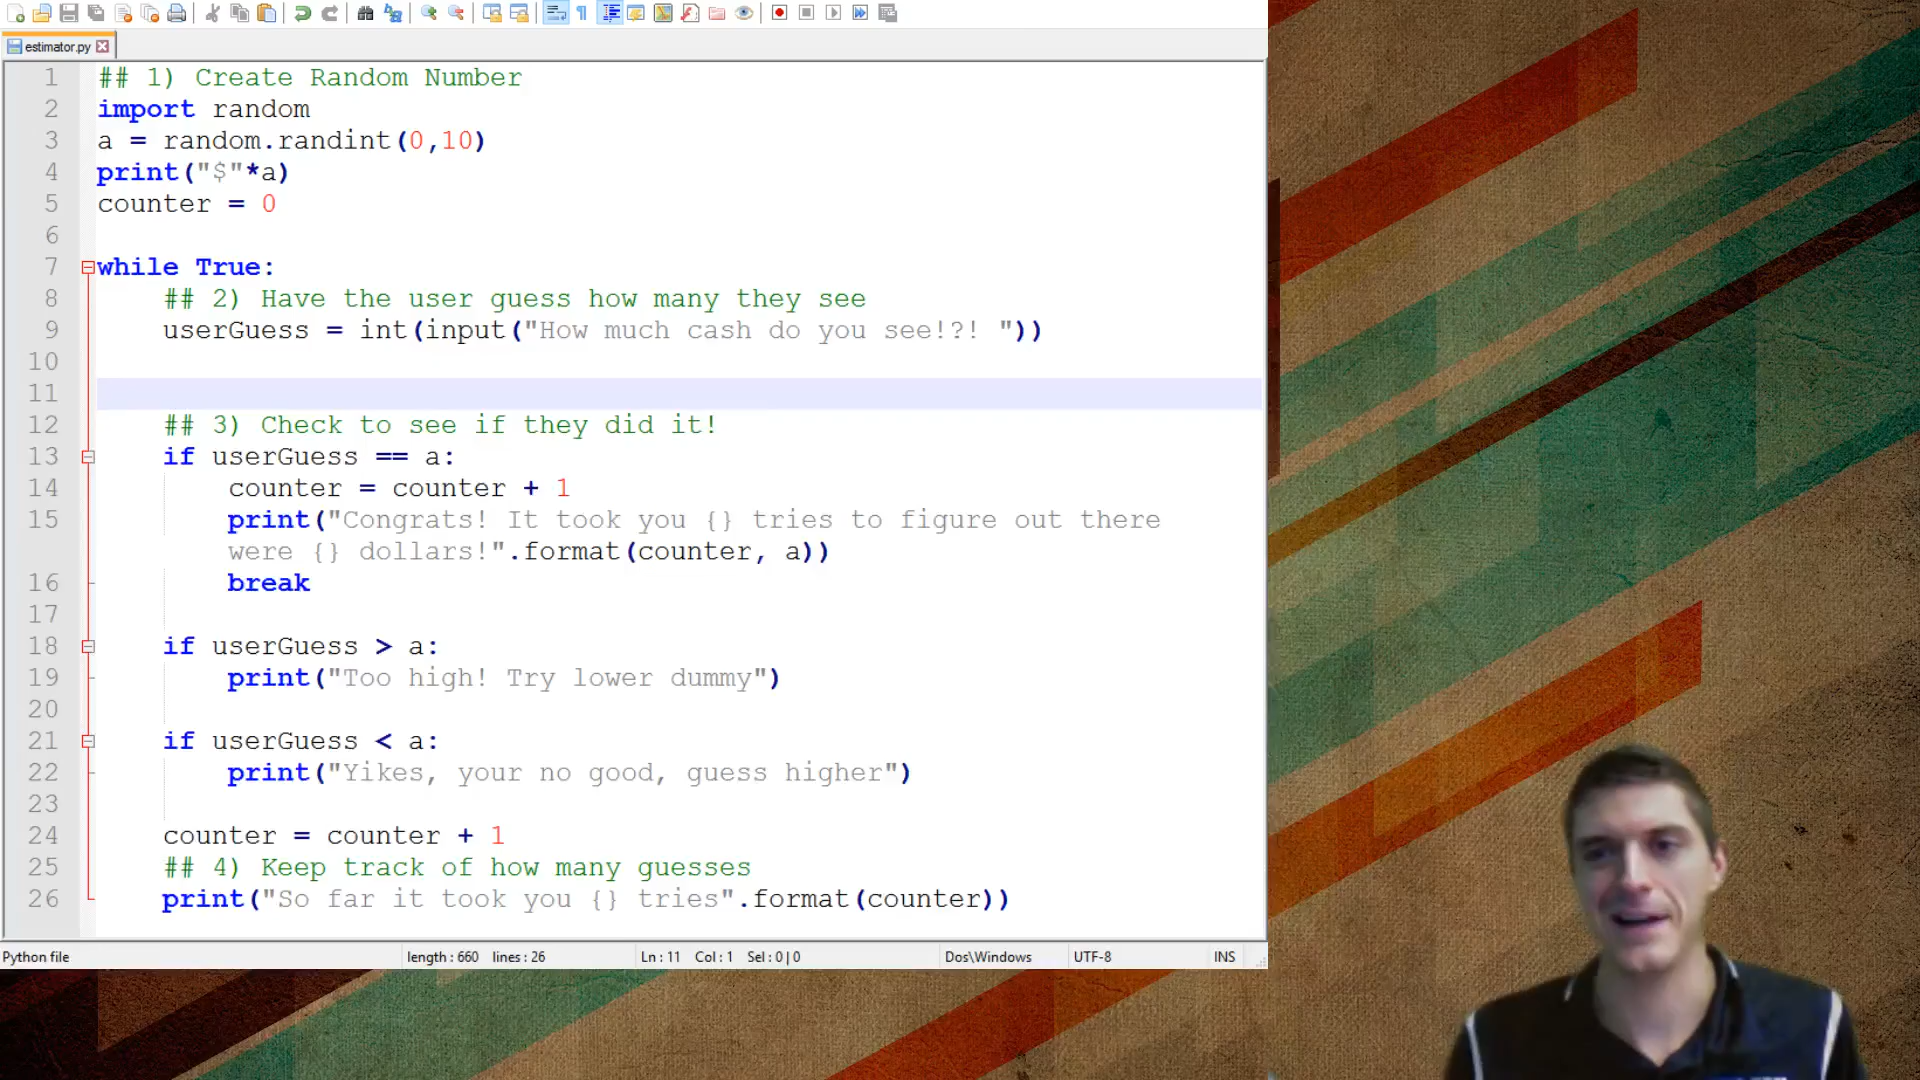 estimator.py
1 ## 1) Create Random Number
2 import random
3 a = random.randint(0,10)
4 print("$"*a)
5 counter = 0
6
7 while True:
8 ## 2) Have the user guess how many they see
9 userGuess = int(input("How much cash do you see!?! "))
10
11
12 ## 3) Check to see if they did it!
13 if userGuess == a:
14 counter = counter + 1
15 print("Congrats! It took you {} tries to figure out there
were {} dollars!".format(counter, a))
16 break
17
18 if userGuess > a:
19 print("Too high! Try lower dummy")
20
21 if userGuess < a:
22 print("Yikes, your no good, guess higher")
23
24 counter = counter + 1
25 ## 4) Keep track of how many guesses
26 print("So far it took you {} tries".format(counter))
Python file length : 660 lines : 26 Ln : 11 Col : 1 Sel : 0 | 0 Dos\Windows UTF-8 INS